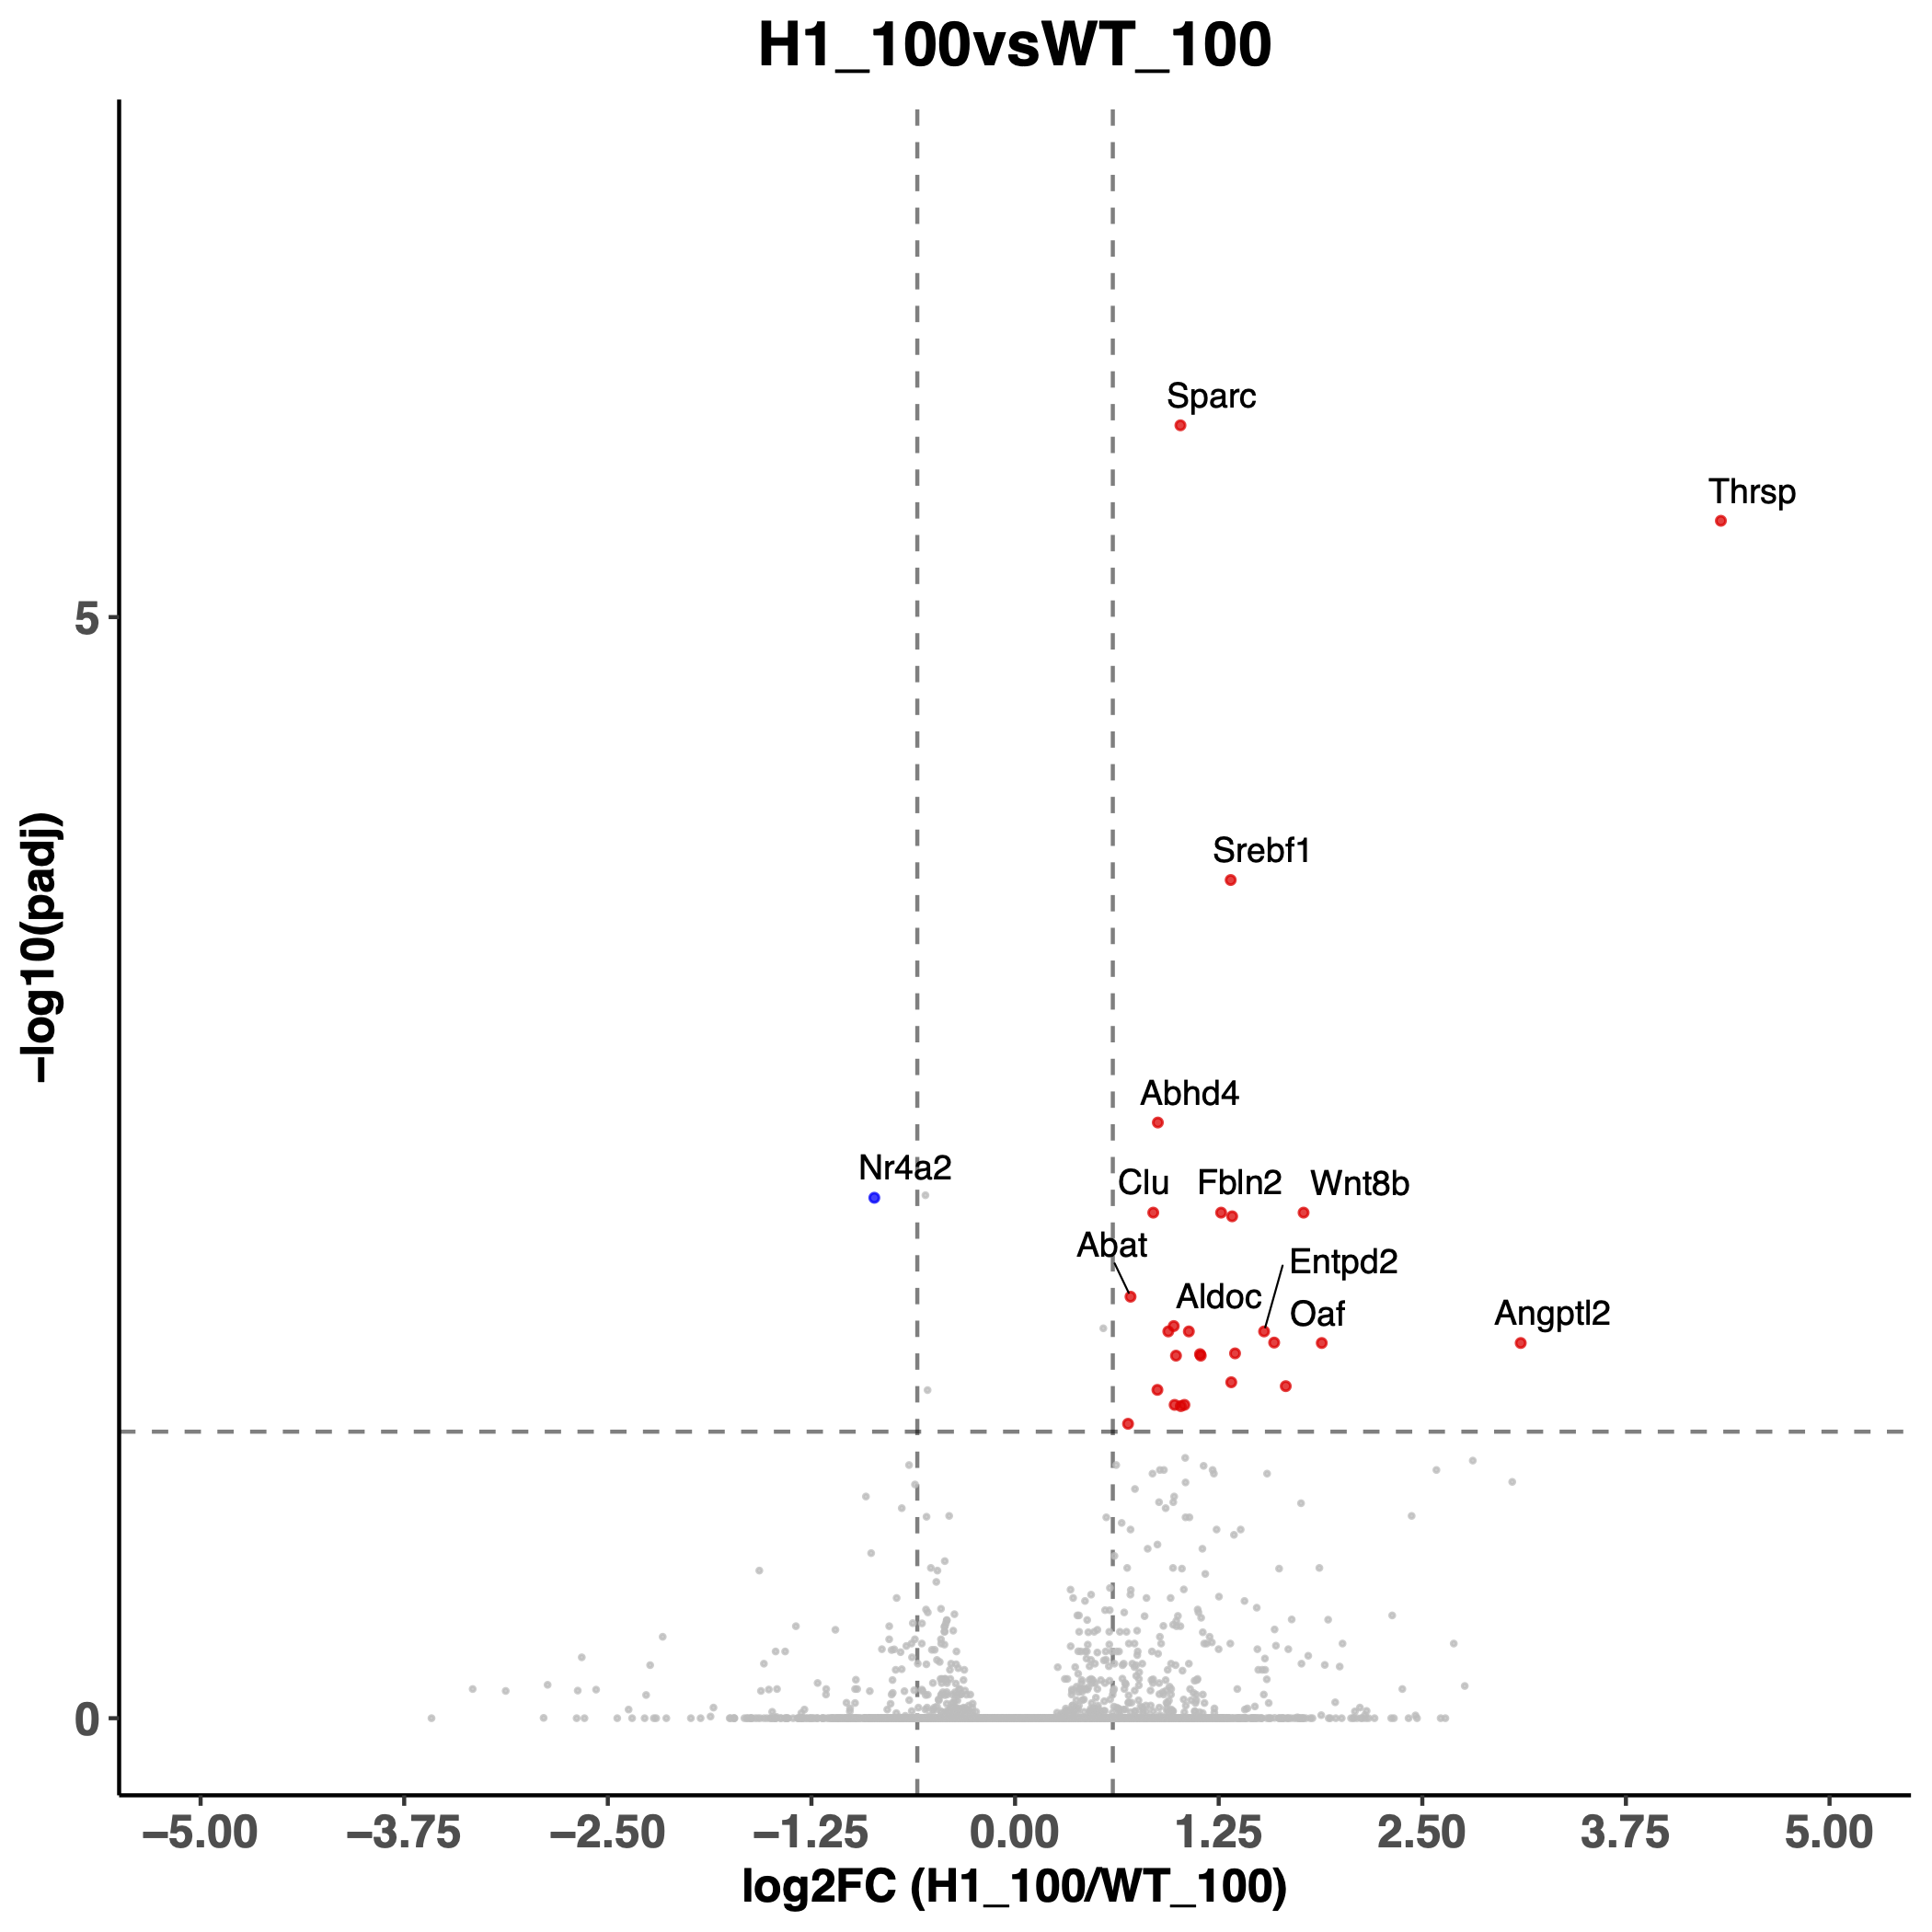 H1_100vsWT_100
Sparc
Thrsp
5
Srebf1
Abhd4
Nr4a2
Clu Fbln2 Wnt8b
Abat
Entpd2
Aldoc
Oaf Angptl2
−log10(padj)
0
−5.00 −3.75 −2.50 −1.25 0.00 1.25 2.50 3.75 5.00
log2FC (H1_100/WT_100)